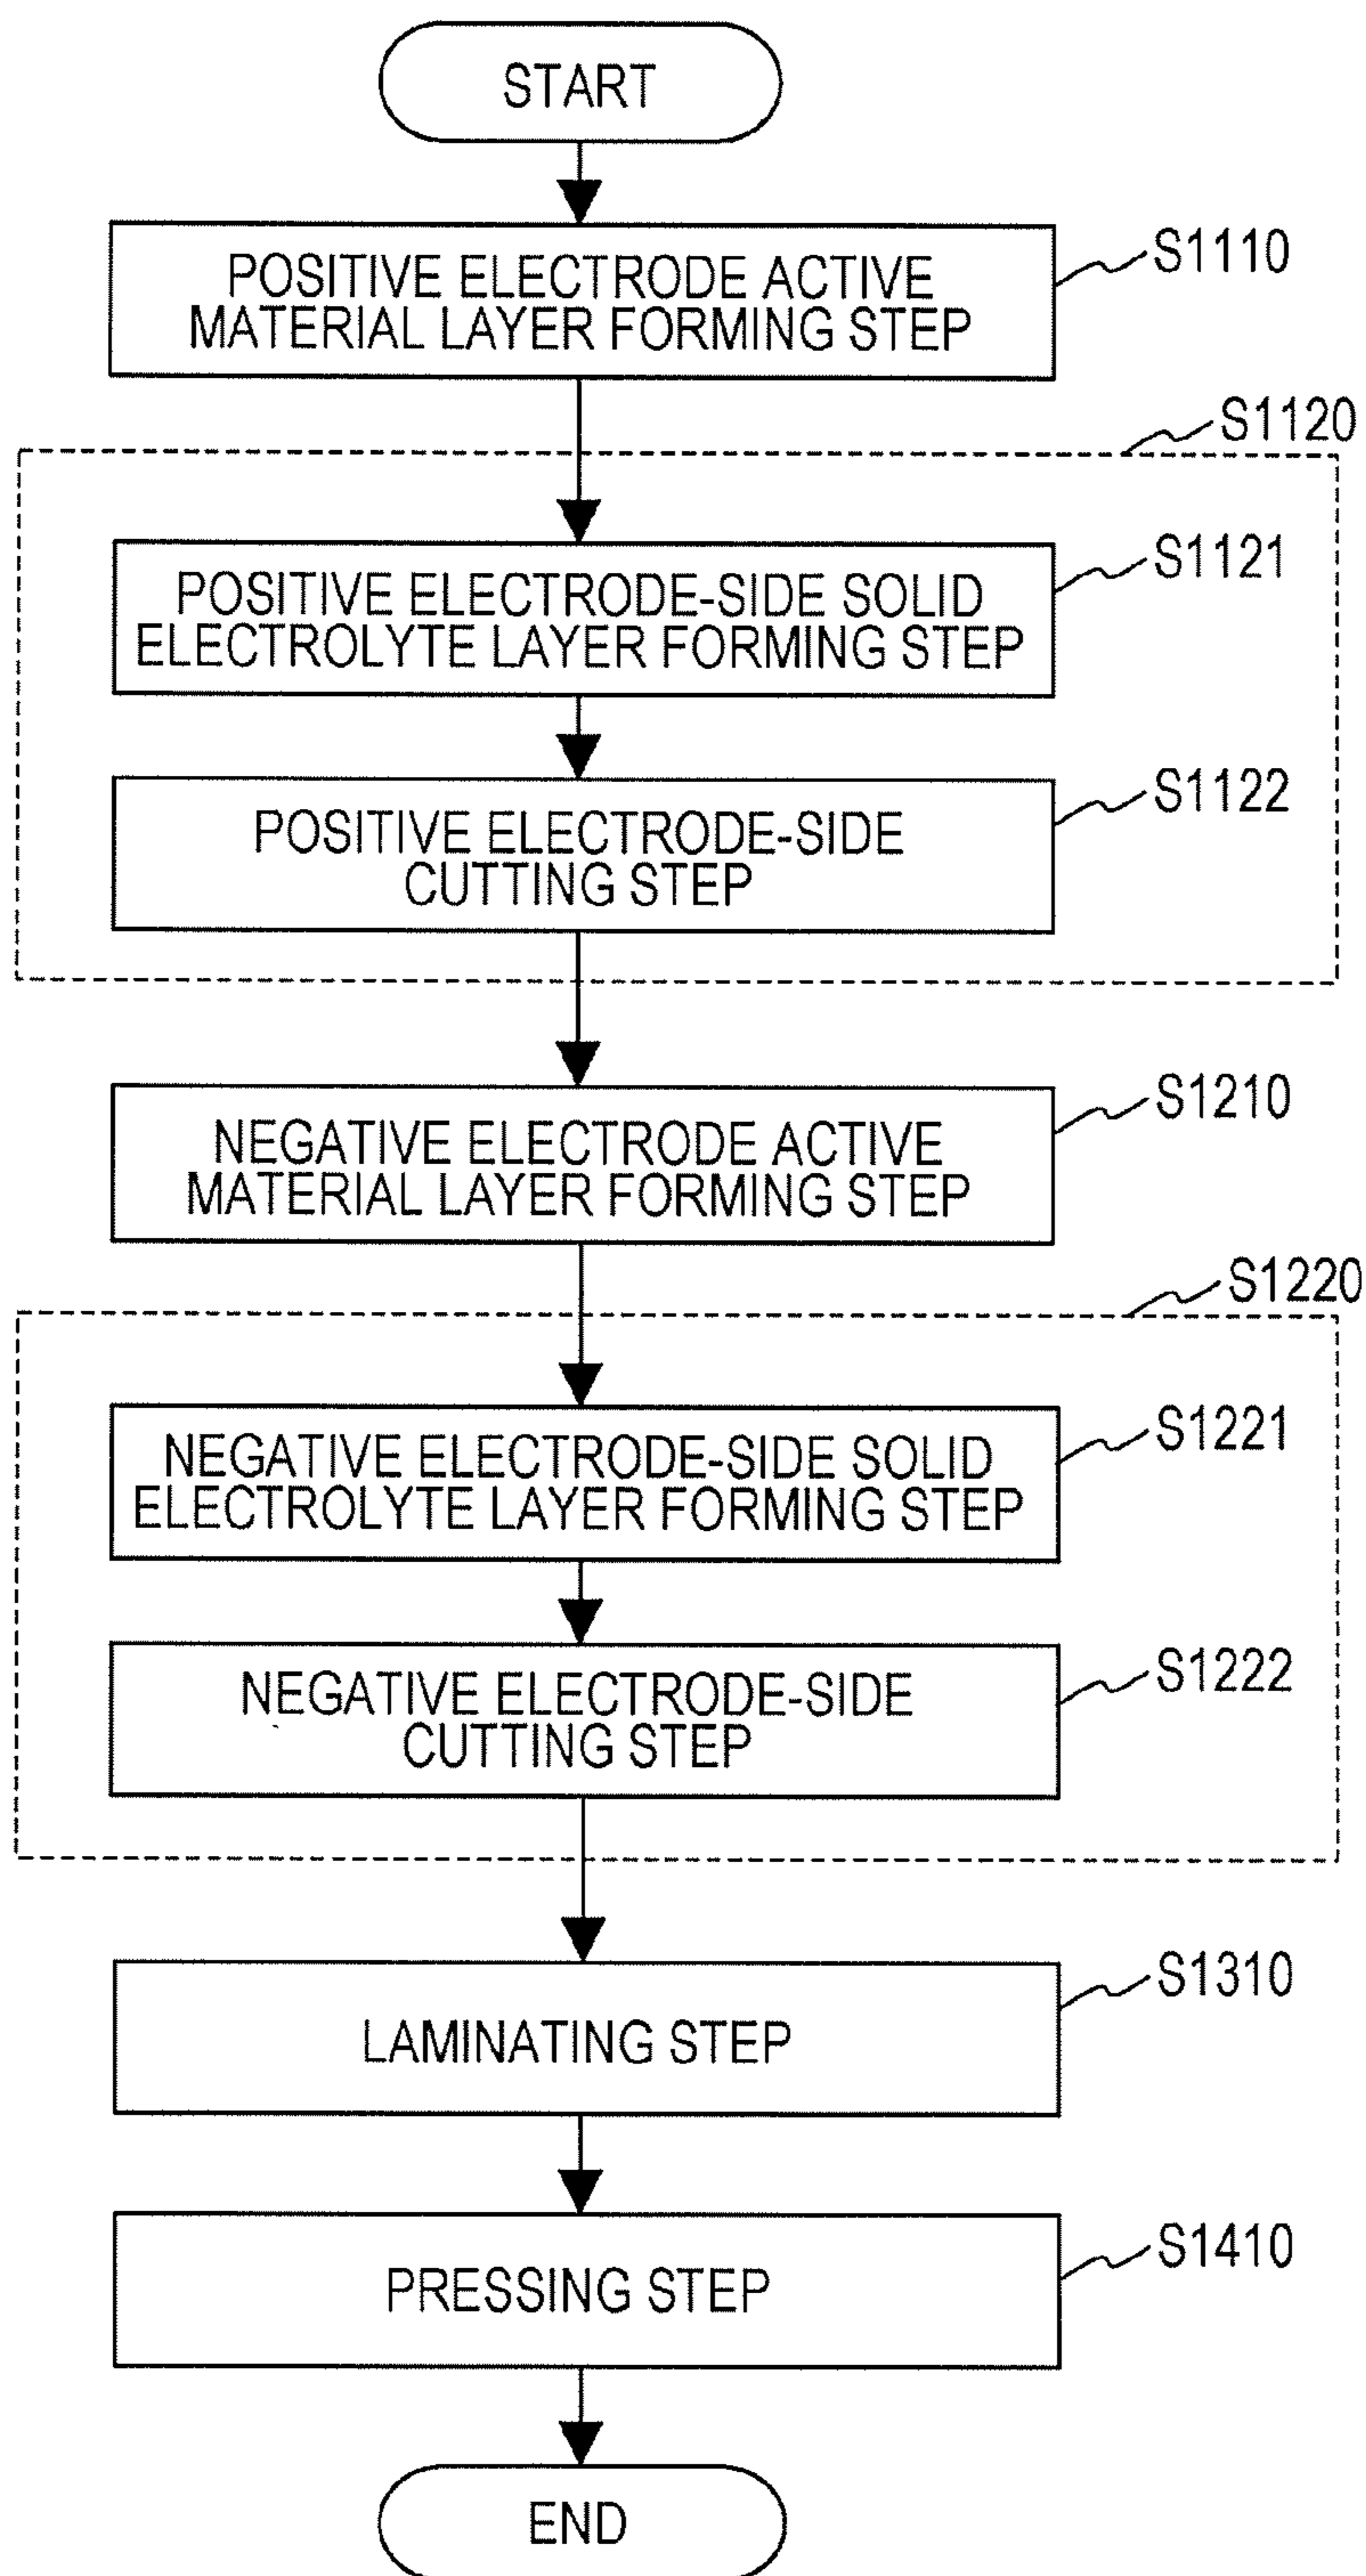 START
POSITIVE ELECTRODE ACTIVE
MATERIAL LAYER FORMING STEP
S1110
S1120
POSITIVE ELECTRODE-SIDE SOLID
ELECTROLYTE LAYER FORMING STEP
S1121
POSITIVE ELECTRODE-SIDE
CUTTING STEP
S1122
NEGATIVE ELECTRODE ACTIVE
MATERIAL LAYER FORMING STEP
S1210
S1220
NEGATIVE ELECTRODE-SIDE SOLID
ELECTROLYTE LAYER FORMING STEP
S1221
NEGATIVE ELECTRODE-SIDE
CUTTING STEP
S1222
LAMINATING STEP
S1310
PRESSING STEP
S1410
END